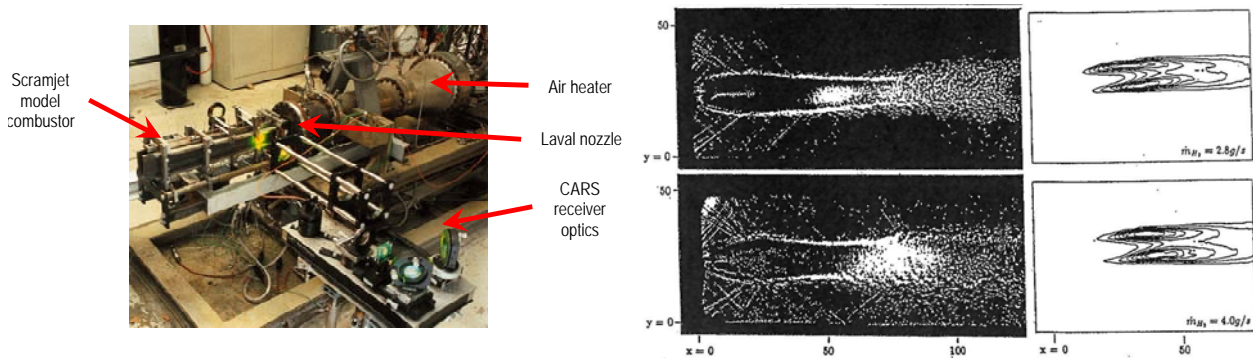 Scramjet
model
combustor
Air heater
Laval nozzle
CARS
receiver
optics
50
y = 0
ṁH₂ = 2.8g/s
50
y = 0
x = 0
50
100
ṁH₂ = 4.0g/s
x = 0
50